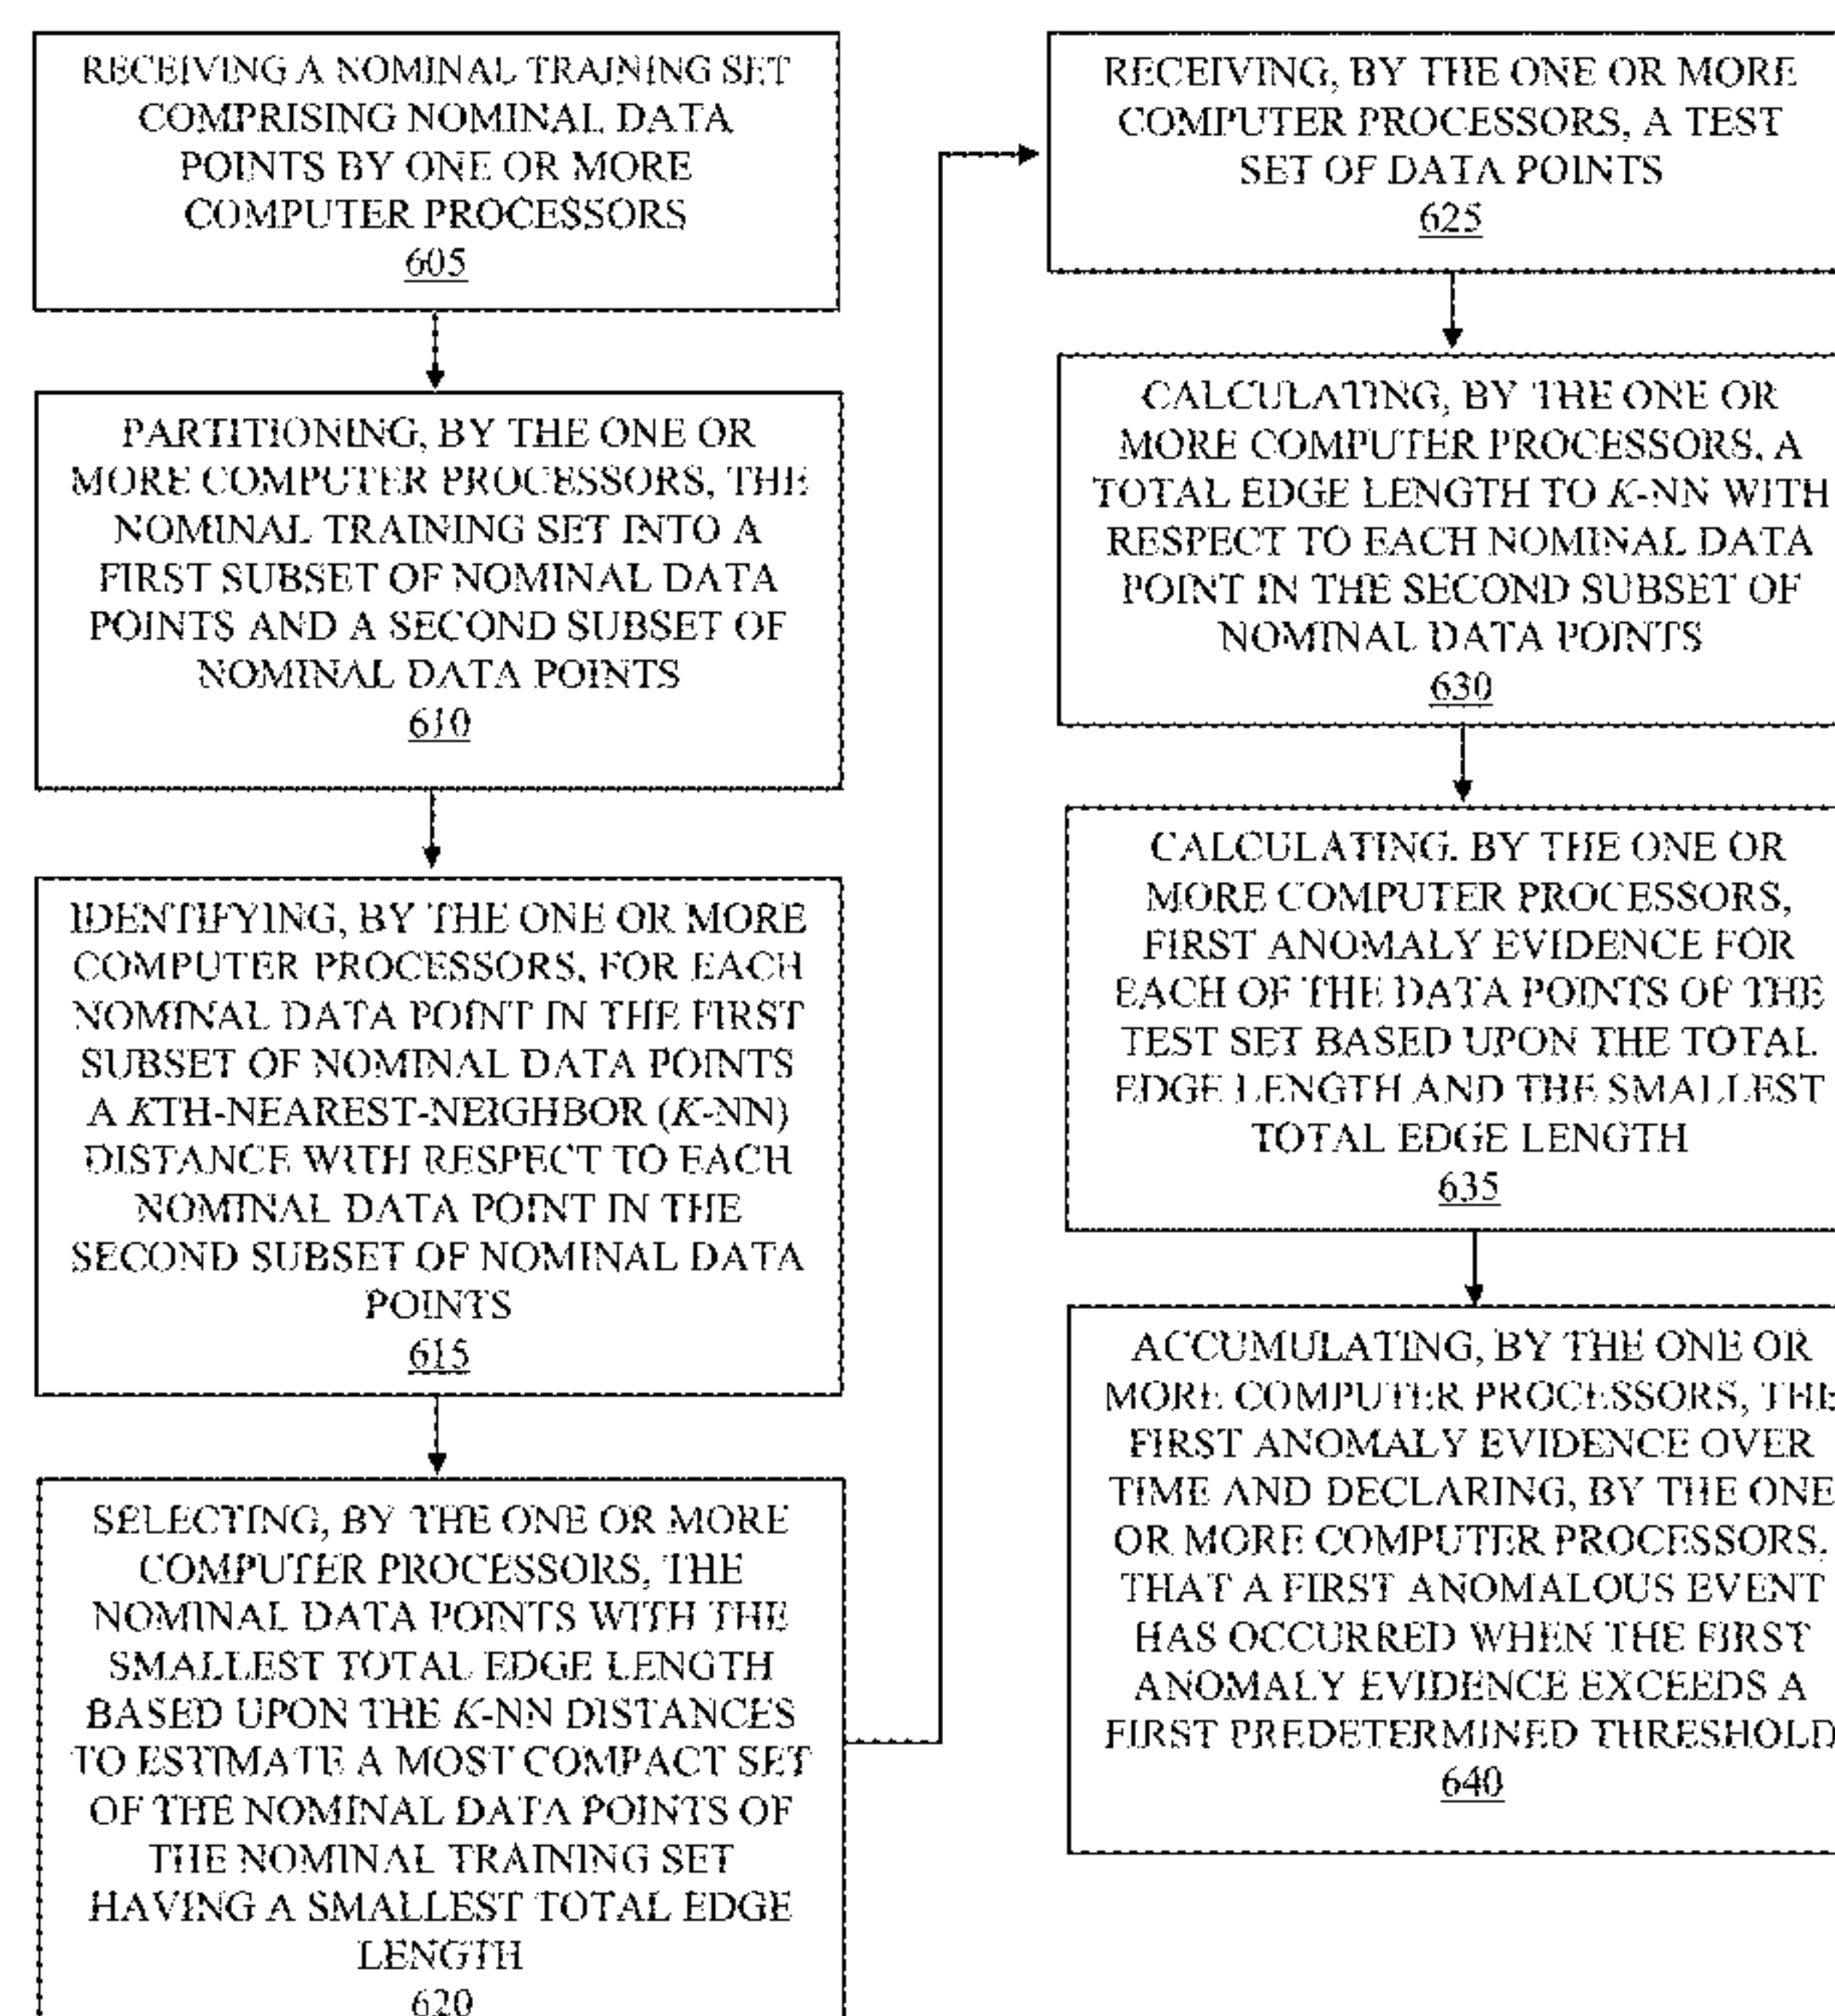 RECEIVING A NOMINAL TRAINING SET
COMPRISING NOMINAL DATA
POINTS BY ONE OR MORE
COMPUTER PROCESSORS
605
PARTITIONING, BY THE ONE OR
MORE COMPUTER PROCESSORS, THE
NOMINAL TRAINING SET INTO A
FIRST SUBSET OF NOMINAL DATA
POINTS AND A SECOND SUBSET OF
NOMINAL DATA POINTS
610
IDENTIFYING, BY THE ONE OR MORE
COMPUTER PROCESSORS, FOR EACH
NOMINAL DATA POINT IN THE FIRST
SUBSET OF NOMINAL DATA POINTS
A KTH-NEAREST-NEIGHBOR (K-NN)
DISTANCE WITH RESPECT TO EACH
NOMINAL DATA POINT IN THE
SECOND SUBSET OF NOMINAL DATA
POINTS
615
SELECTING, BY THE ONE OR MORE
COMPUTER PROCESSORS, THE
NOMINAL DATA POINTS WITH THE
SMALLEST TOTAL EDGE LENGTH
BASED UPON THE K-NN DISTANCES
TO ESTIMATE A MOST COMPACT SET
OF THE NOMINAL DATA POINTS OF
THE NOMINAL TRAINING SET
HAVING A SMALLEST TOTAL EDGE
LENGTH
620
RECEIVING, BY THE ONE OR MORE
COMPUTER PROCESSORS, A TEST
SET OF DATA POINTS
625
CALCULATING, BY THE ONE OR
MORE COMPUTER PROCESSORS, A
TOTAL EDGE LENGTH TO K-NN WITH
RESPECT TO EACH NOMINAL DATA
POINT IN THE SECOND SUBSET OF
NOMINAL DATA POINTS
630
CALCULATING, BY THE ONE OR
MORE COMPUTER PROCESSORS,
FIRST ANOMALY EVIDENCE FOR
EACH OF THE DATA POINTS OF THE
TEST SET BASED UPON THE TOTAL
EDGE LENGTH AND THE SMALLEST
TOTAL EDGE LENGTH
635
ACCUMULATING, BY THE ONE OR
MORE COMPUTER PROCESSORS, THE
FIRST ANOMALY EVIDENCE OVER
TIME AND DECLARING, BY THE ONE
OR MORE COMPUTER PROCESSORS,
THAT A FIRST ANOMALOUS EVENT
HAS OCCURRED WHEN THE FIRST
ANOMALY EVIDENCE EXCEEDS A
FIRST PREDETERMINED THRESHOLD
640